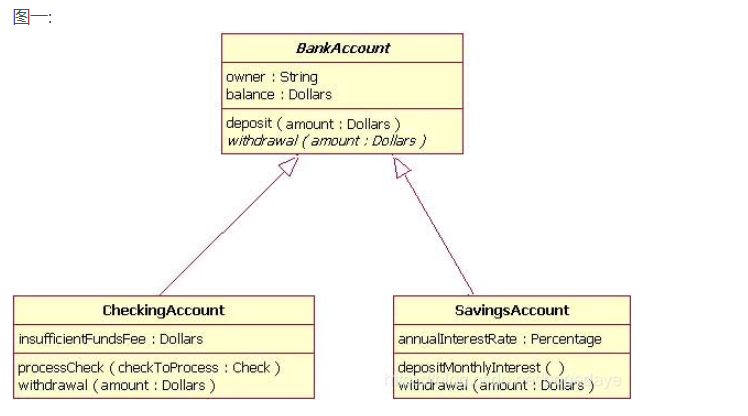 图一:
BankAccount
owner : String
balance : Dollars
deposit ( amount : Dollars )
withdrawal ( amount : Dollars )
CheckingAccount
insufficientFundsFee : Dollars
processCheck ( checkToProcess : Check )
withdrawal ( amount : Dollars )
SavingsAccount
annualInterestRate : Percentage
depositMonthlyInterest ( )
withdrawal ( amount : Dollars )